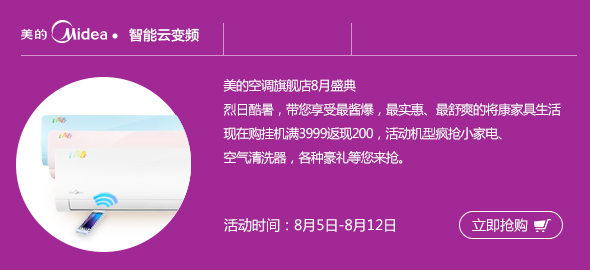 美的 Midea • 智能云变频
美的空调旗舰店8月盛典
烈日酷暑，带您享受最酱爆，最实惠、最舒爽的将康家具生活
现在购挂机满3999返现200，活动机型疯抢小家电、
空气清洗器，各种豪礼等您来抢。
活动时间：8月5日-8月12日
立即抢购